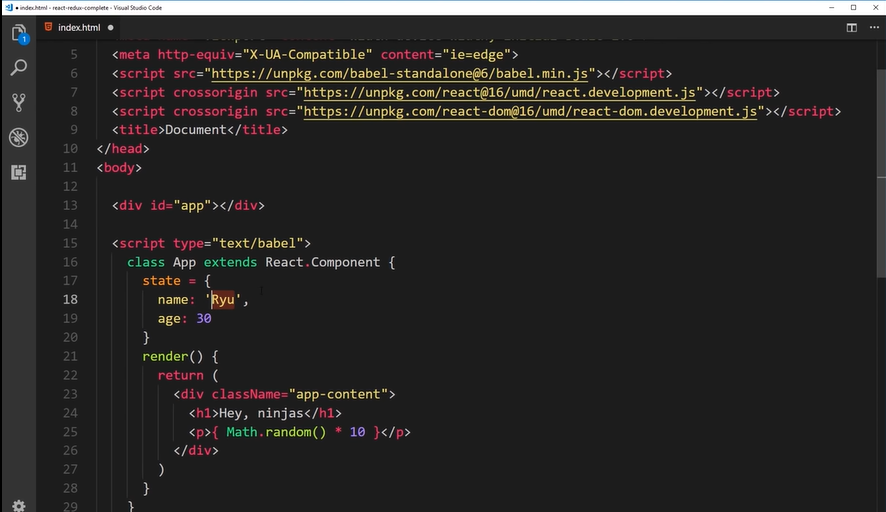 ● index.html - react-redux-complete - Visual Studio Code
index.html ●
1
5 <meta http-equiv="X-UA-Compatible" content="ie=edge">
6 <script src="https://unpkg.com/babel-standalone@6/babel.min.js"></script>
7 <script crossorigin src="https://unpkg.com/react@16/umd/react.development.js"></script>
8 <script crossorigin src="https://unpkg.com/react-dom@16/umd/react-dom.development.js"></script>
9 <title>Document</title>
10 </head>
11 <body>
12
13 <div id="app"></div>
14
15 <script type="text/babel">
16 class App extends React.Component {
17 state = {
18 name: 'Ryu',
19 age: 30
20 }
21 render() {
22 return (
23 <div className="app-content">
24 <h1>Hey, ninjas</h1>
25 <p>{ Math.random() * 10 }</p>
26 </div>
27 )
28 }
29 }